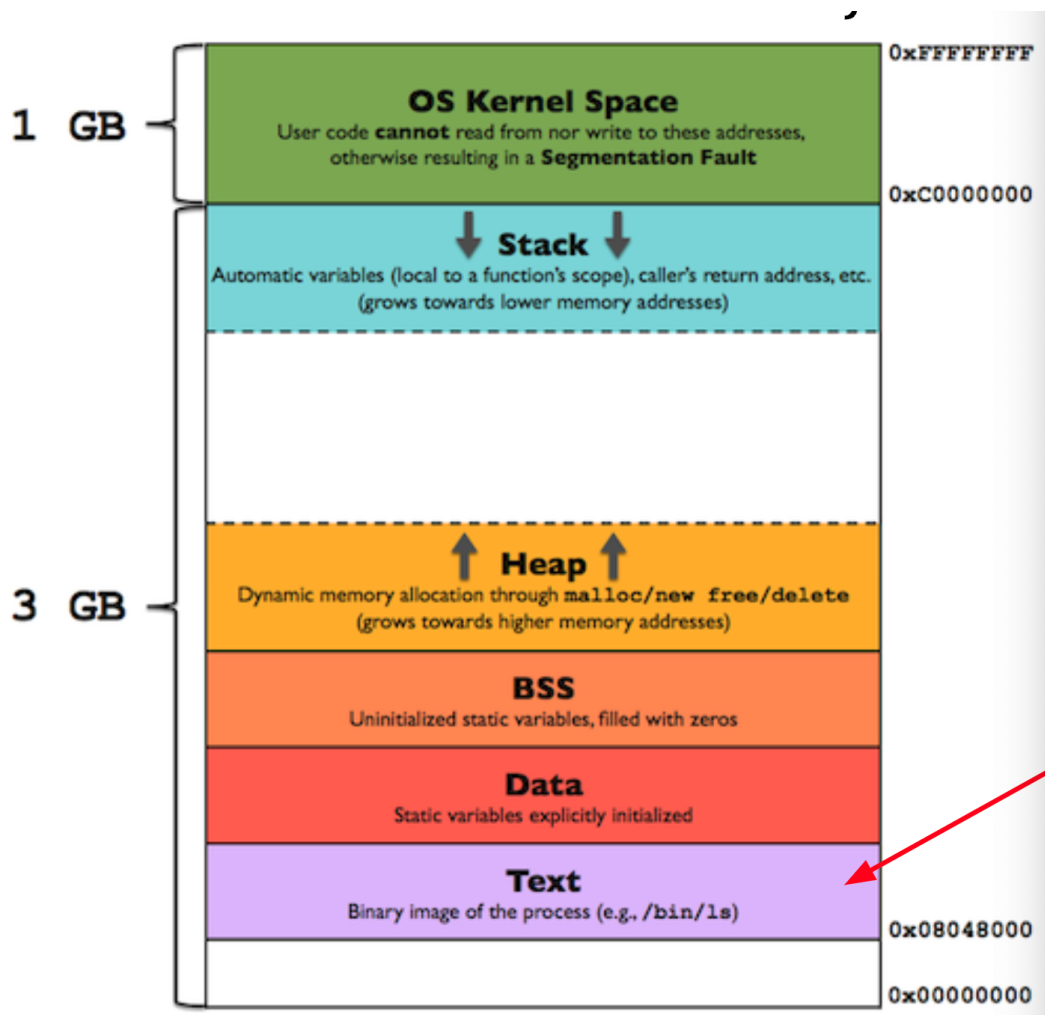 0xFFFFFFFF
OS Kernel Space
1 GB
User code cannot read from nor write to these addresses,
otherwise resulting in a Segmentation Fault
0xC0000000
Stack
Automatic variables (local to a function's scope), caller's return address, etc.
(grows towards lower memory addresses)
Heap
3 GB
Dynamic memory allocation through malloc/new free/delete
(grows towards higher memory addresses)
BSS
Uninitialized static variables, filled with zeros
Data
Static variables explicitly initialized
Text
Binary image of the process (e.g., /bin/ls)
0x08048000
0x00000000